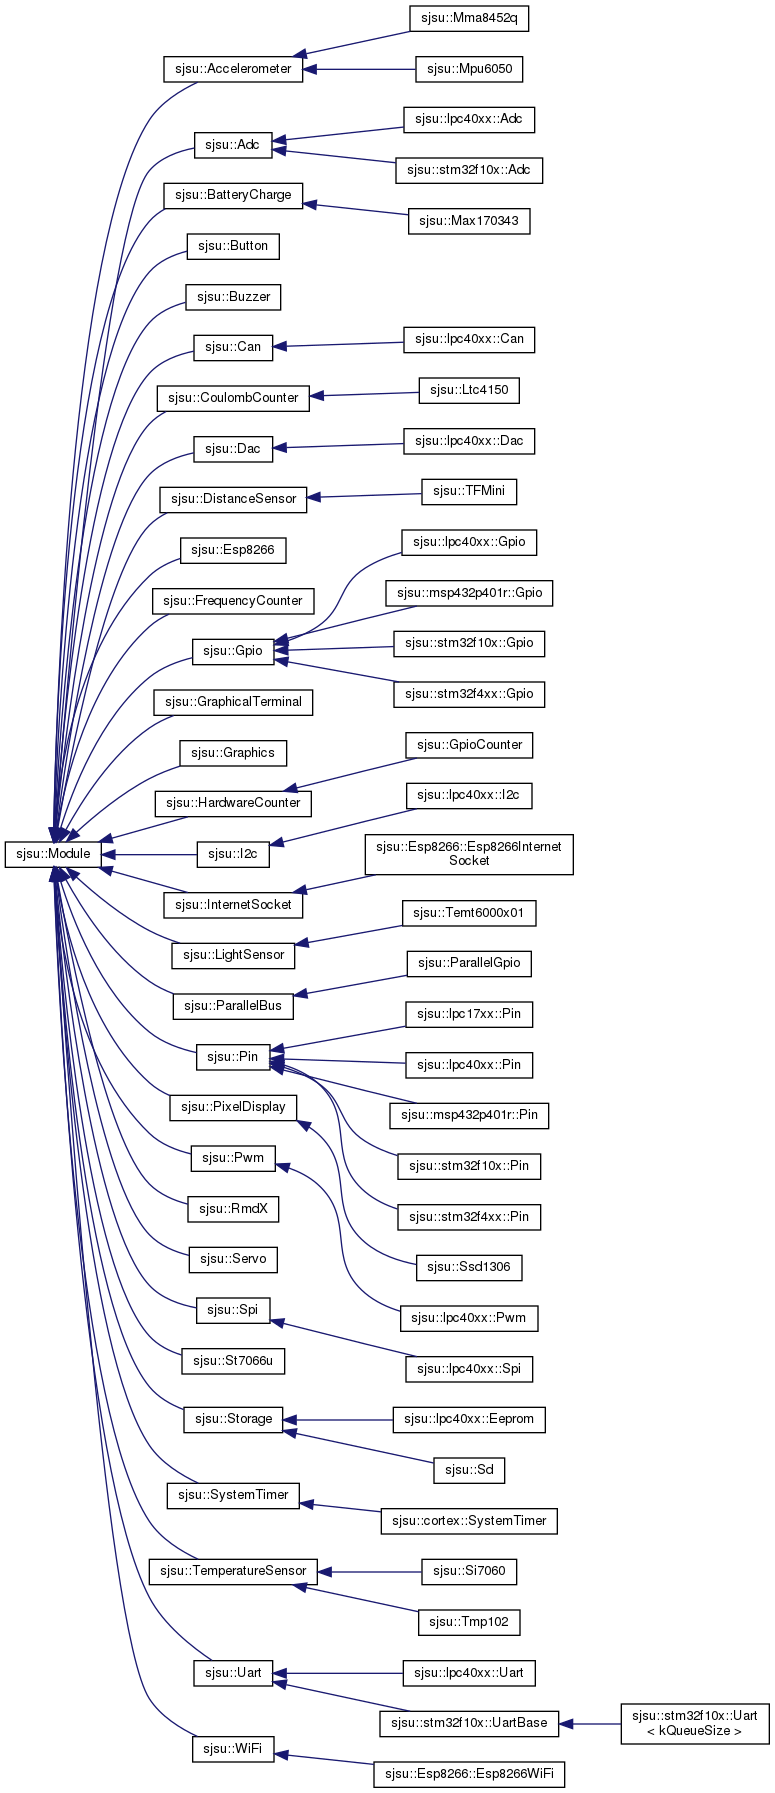 sjsu::Mma8452q
sjsu::Accelerometer
sjsu::Mpu6050
sjsu::lpc40xx::Adc
sjsu::Adc
sjsu::stm32f10x::Adc
sjsu::BatteryCharge
sjsu::Max170343
sjsu::Button
sjsu::Buzzer
sjsu::Can
sjsu::lpc40xx::Can
sjsu::CoulombCounter
sjsu::Ltc4150
sjsu::Dac
sjsu::lpc40xx::Dac
sjsu::DistanceSensor
sjsu::TFMini
sjsu::Esp8266
sjsu::lpc40xx::Gpio
sjsu::FrequencyCounter
sjsu::msp432p401r::Gpio
sjsu::Gpio
sjsu::stm32f10x::Gpio
sjsu::stm32f4xx::Gpio
sjsu::GraphicalTerminal
sjsu::Graphics
sjsu::GpioCounter
sjsu::HardwareCounter
sjsu::lpc40xx::I2c
sjsu::Module
sjsu::I2c
sjsu::Esp8266::Esp8266Internet
Socket
sjsu::InternetSocket
sjsu::Temt6000x01
sjsu::LightSensor
sjsu::ParallelGpio
sjsu::ParallelBus
sjsu::lpc17xx::Pin
sjsu::Pin
sjsu::lpc40xx::Pin
sjsu::PixelDisplay
sjsu::msp432p401r::Pin
sjsu::Pwm
sjsu::stm32f10x::Pin
sjsu::RmdX
sjsu::stm32f4xx::Pin
sjsu::Servo
sjsu::Ssd1306
sjsu::Spi
sjsu::lpc40xx::Pwm
sjsu::St7066u
sjsu::lpc40xx::Spi
sjsu::Storage
sjsu::lpc40xx::Eeprom
sjsu::Sd
sjsu::SystemTimer
sjsu::cortex::SystemTimer
sjsu::TemperatureSensor
sjsu::Si7060
sjsu::Tmp102
sjsu::Uart
sjsu::lpc40xx::Uart
sjsu::stm32f10x::UartBase
sjsu::stm32f10x::Uart
< kQueueSize >
sjsu::WiFi
sjsu::Esp8266::Esp8266WiFi